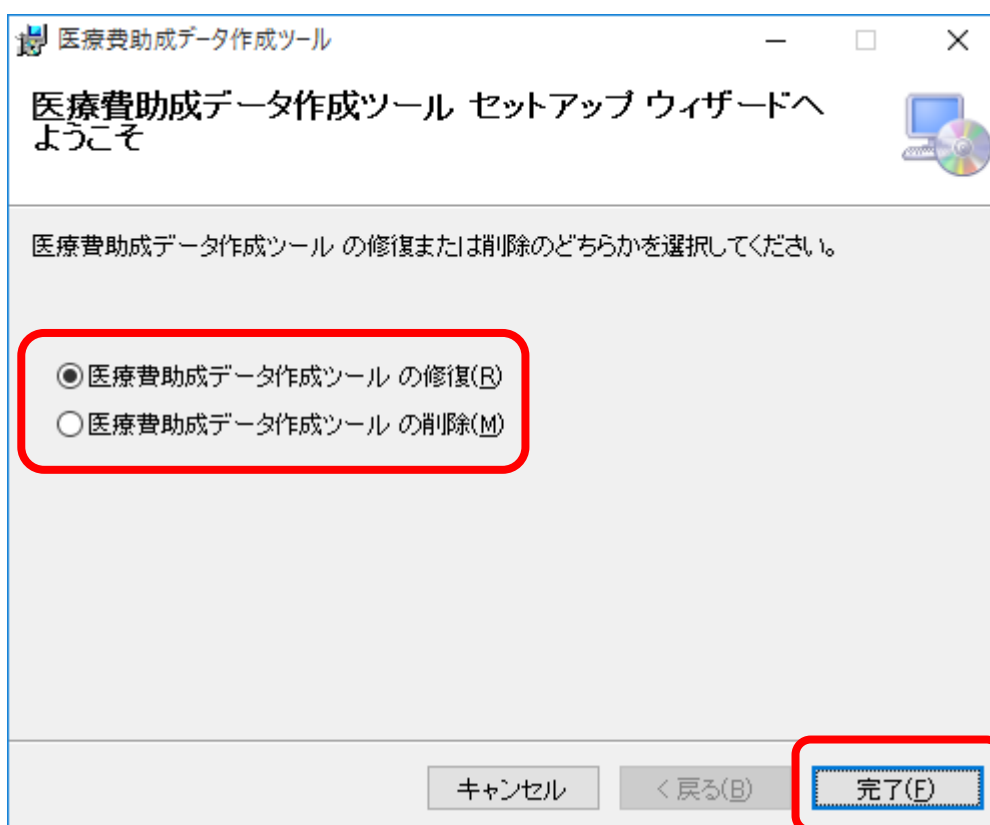 医療費助成データ作成ツール
医療費助成データ作成ツール セットアップ ウィザードへ
ようこそ
医療費助成データ作成ツール の修復または削除のどちらかを選択してください。
医療費助成データ作成ツール の修復(R)
医療費助成データ作成ツール の削除(M)
キャンセル
< 戻る(B)
完了(F)